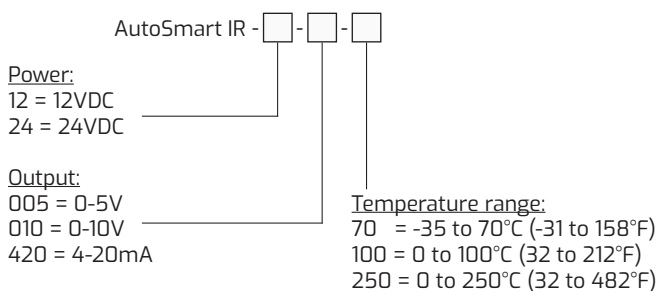 AutoSmart IR - - -
Power:
12 = 12VDC
24 = 24VDC
Output:
005 = 0-5V
010 = 0-10V
420 = 4-20mA
Temperature range:
70 = -35 to 70°C (-31 to 158°F)
100 = 0 to 100°C (32 to 212°F)
250 = 0 to 250°C (32 to 482°F)